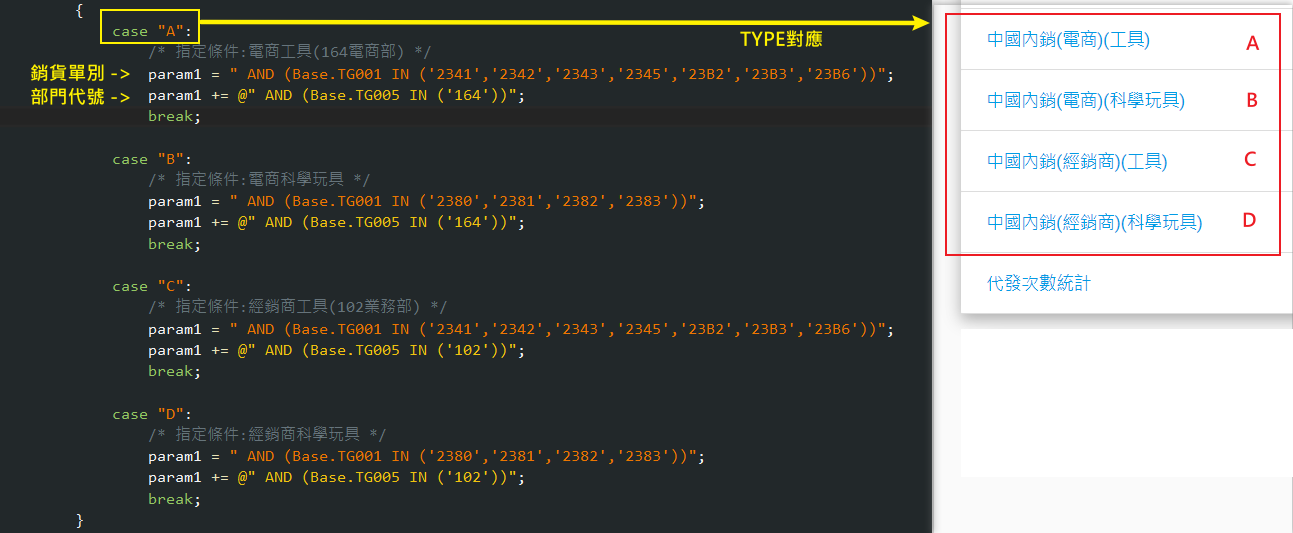 {
case "A":
/* 指定條件:電商工具(164電商部) */
銷貨單別 -> param1 = " AND (Base.TG001 IN ('2341','2342','2343','2345','23B2','23B3','23B6'))";
部門代號 -> param1 += @" AND (Base.TG005 IN ('164'))";
break;
case "B":
/* 指定條件:電商科學玩具 */
param1 = " AND (Base.TG001 IN ('2380','2381','2382','2383'))";
param1 += @" AND (Base.TG005 IN ('164'))";
break;
case "C":
/* 指定條件:經銷商工具(102業務部) */
param1 = " AND (Base.TG001 IN ('2341','2342','2343','2345','23B2','23B3','23B6'))";
param1 += @" AND (Base.TG005 IN ('102'))";
break;
case "D":
/* 指定條件:經銷商科學玩具 */
param1 = " AND (Base.TG001 IN ('2380','2381','2382','2383'))";
param1 += @" AND (Base.TG005 IN ('102'))";
break;
}
TYPE對應
中國內銷(電商)(工具) A
中國內銷(電商)(科學玩具) B
中國內銷(經銷商)(工具) C
中國內銷(經銷商)(科學玩具) D
代發次數統計